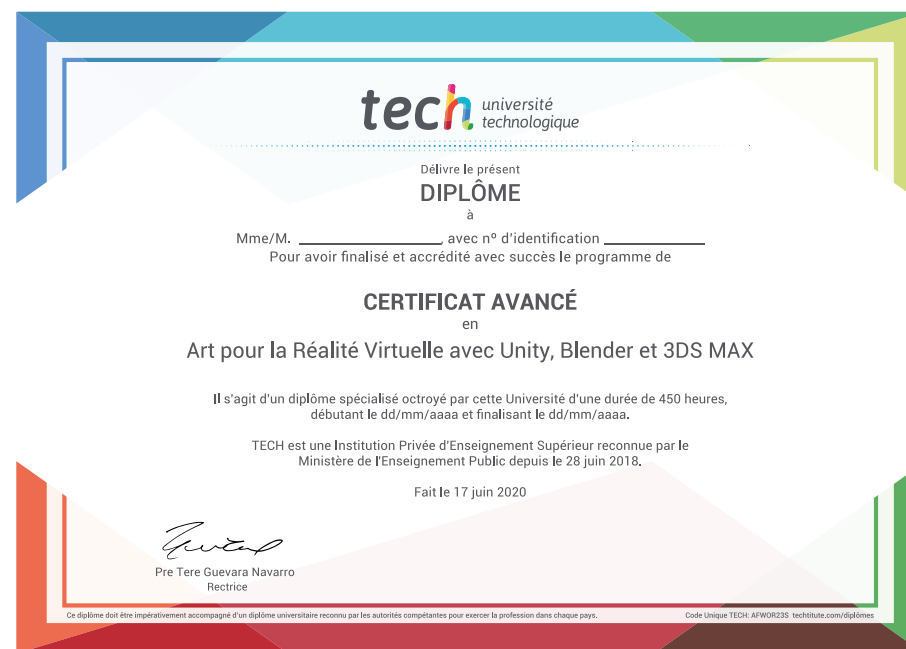 tech université
technologique
Délivre le présent
DIPLÔME
à
Mme/M. ____________________, avec nº d'identification ______________
Pour avoir finalisé et accrédité avec succès le programme de
CERTIFICAT AVANCÉ
en
Art pour la Réalité Virtuelle avec Unity, Blender et 3DS MAX
Il s'agit d'un diplôme spécialisé octroyé par cette Université d'une durée de 450 heures,
débutant le dd/mm/aaaa et finalisant le dd/mm/aaaa.
TECH est une Institution Privée d'Enseignement Supérieur reconnue par le
Ministère de l'Enseignement Public depuis le 28 juin 2018.
Fait le 17 juin 2020
Pre Tere Guevara Navarro
Rectrice
Ce diplôme doit être impérativement accompagné d'un diplôme universitaire reconnu par les autorités compétantes pour exercer la profession dans chaque pays.
Code Unique TECH: AFWOR23S techtitute.com/diplômes